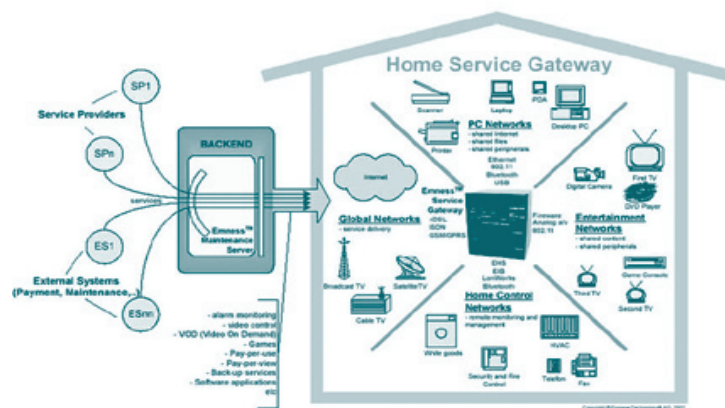 Home Service Gateway
SP1
Service Providers
SPn
services
ES1
External Systems
(Payment, Maintenance,..)
ESnn
BACKEND
Emness™
Maintenance
Server
- alarm monitoring
- video control
- VOD (Video On Demand)
- Games
- Pay-per-use
- Pay-per-view
- Back-up services
- Software applications
etc
Scanner
Laptop
PDA
Desktop PC
Printer
PC Networks
- shared Internet
- shared files
- shared peripherals
Ethernet
802.11
Bluetooth
USB
Internet
Global Networks
- service delivery
Emness™
Service
Gateway
ISDN
GSM/GPRS
Broadcast TV
SatelliteTV
Cable TV
Digital Camera
First TV
DVD Player
Firewire
Analog a/v
802.11
Entertainment
Networks
- shared content
- shared peripherals
Game Console
Third TV
Second TV
EHS
EIB
LonWorks
Bluetooth
Home Control
Networks
- remote monitoring and
management
White goods
Security and Fire
Control
HVAC
Telefon
Fax